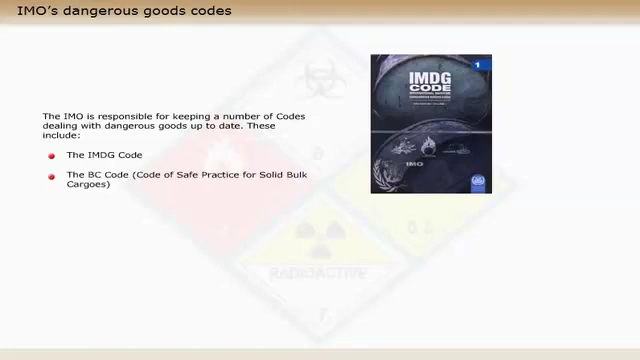 IMO's dangerous goods codes
The IMO is responsible for keeping a number of Codes
dealing with dangerous goods up to date. These
include:
The IMDG Code
The BC Code (Code of Safe Practice for Solid Bulk
Cargoes)
1
IMDG
CODE
IMO
RADIOACTIVE
7